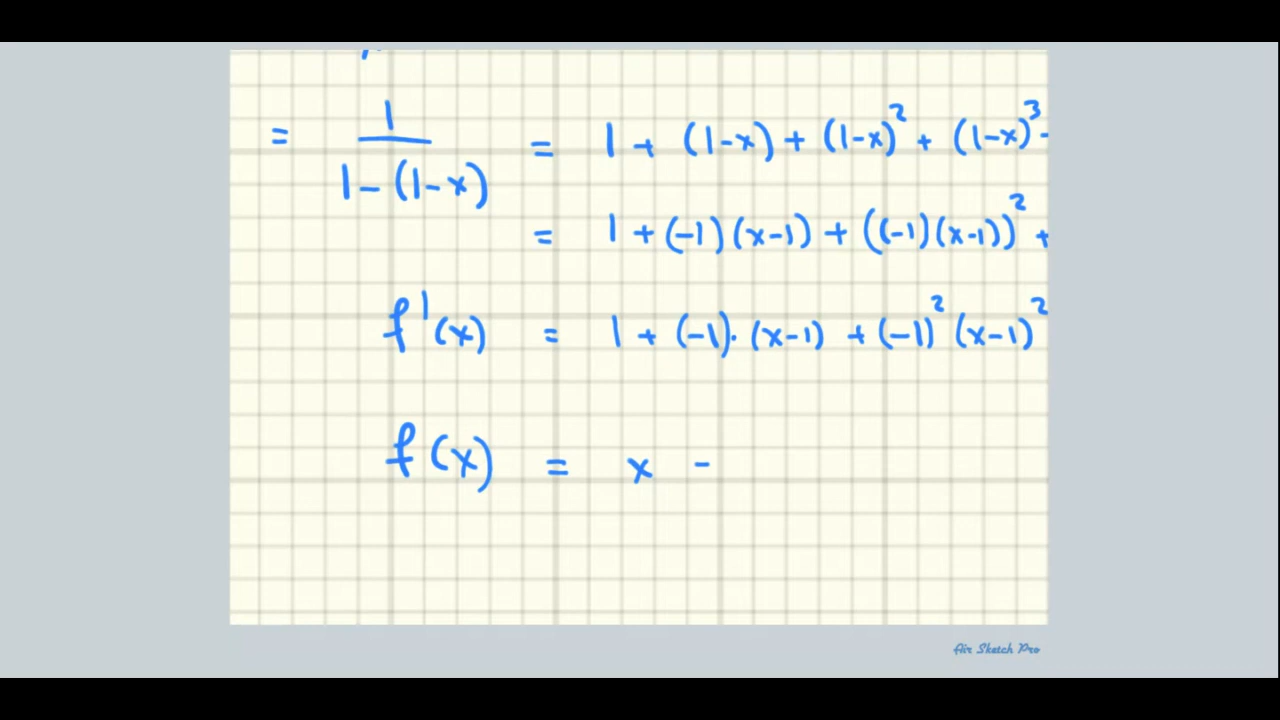 = 1/(1-(1-x)) = 1 + (1-x) + (1-x)² + (1-x)³
= 1 + (-1)(x-1) + ((-1)(x-1))² +
f'(x) = 1 + (-1)·(x-1) + (-1)²(x-1)²
f(x) = x -
Air Sketch Pro